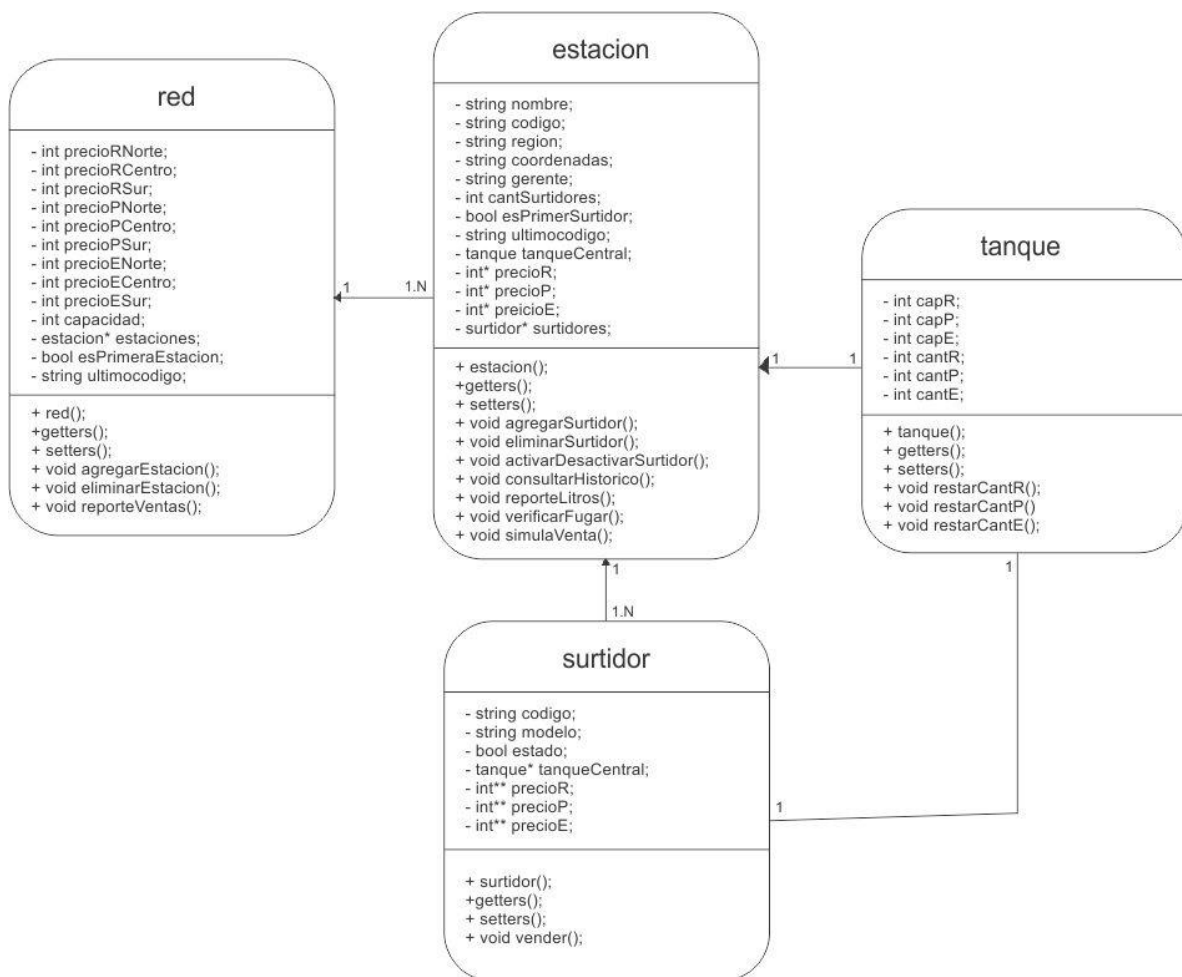 red
- int precioRNorte;
- int precioRCentro;
- int precioRSur;
- int precioPNorte;
- int precioPCentro;
- int precioPSur;
- int precioENorte;
- int precioECentro;
- int precioESur;
- int capacidad;
- estacion* estaciones;
- bool esPrimeraEstacion;
- string ultimocodigo;
+ red();
+getters();
+ setters();
+ void agregarEstacion();
+ void eliminarEstacion();
+ void reporteVentas();
1
1.N
estacion
- string nombre;
- string codigo;
- string region;
- string coordenadas;
- string gerente;
- int cantSurtidores;
- bool esPrimerSurtidor;
- string ultimocodigo;
- tanque tanqueCentral;
- int* precioR;
- int* precioP;
- int* preicioE;
- surtidor* surtidores;
+ estacion();
+getters();
+ setters();
+ void agregarSurtidor();
+ void eliminarSurtidor();
+ void activarDesactivarSurtidor();
+ void consultarHistorico();
+ void reporteLitros();
+ void verificarFugar();
+ void simulaVenta();
1
1
tanque
- int capR;
- int capP;
- int capE;
- int cantR;
- int cantP;
- int cantE;
+ tanque();
+ getters();
+ setters();
+ void restarCantR();
+ void restarCantP()
+ void restarCantE();
1
1
1.N
surtidor
- string codigo;
- string modelo;
- bool estado;
- tanque* tanqueCentral;
- int** precioR;
- int** precioP;
- int** precioE;
+ surtidor();
+getters();
+ setters();
+ void vender();
1